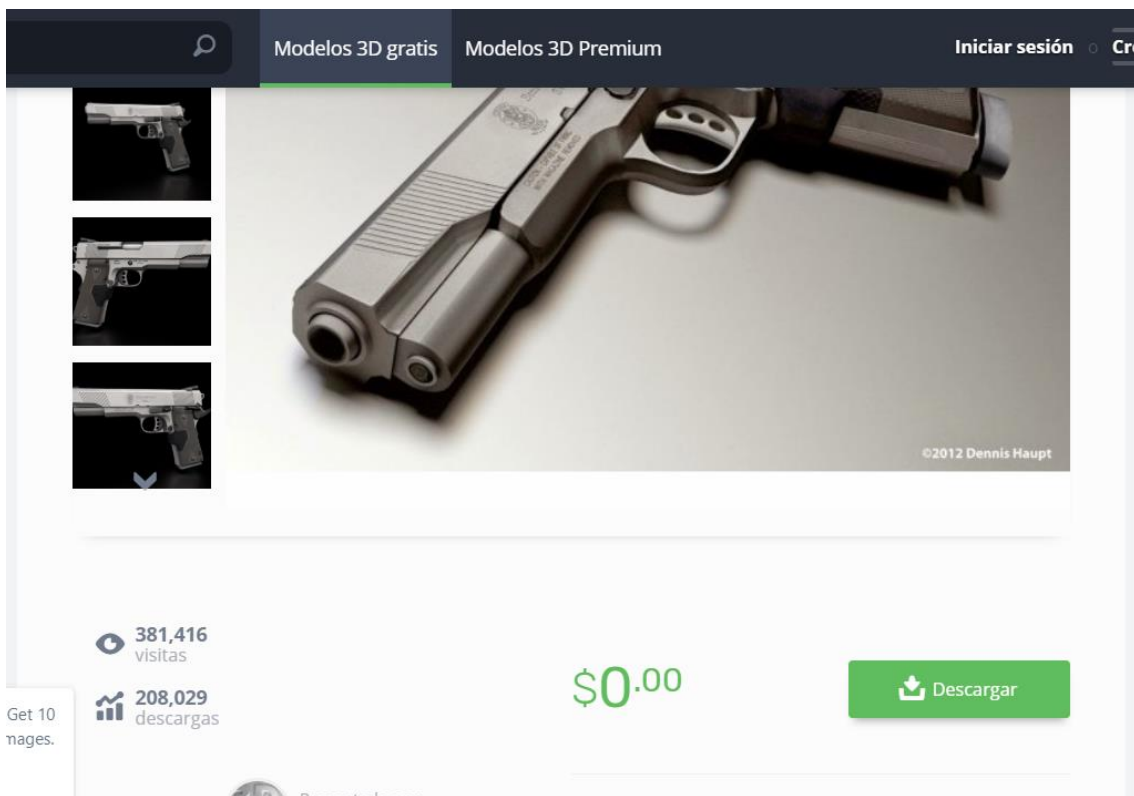 Modelos 3D gratis
Modelos 3D Premium
Iniciar sesión
o
©2012 Dennis Haupt
381,416
visitas
208,029
descargas
$0.00
Descargar
Get 10
mages.